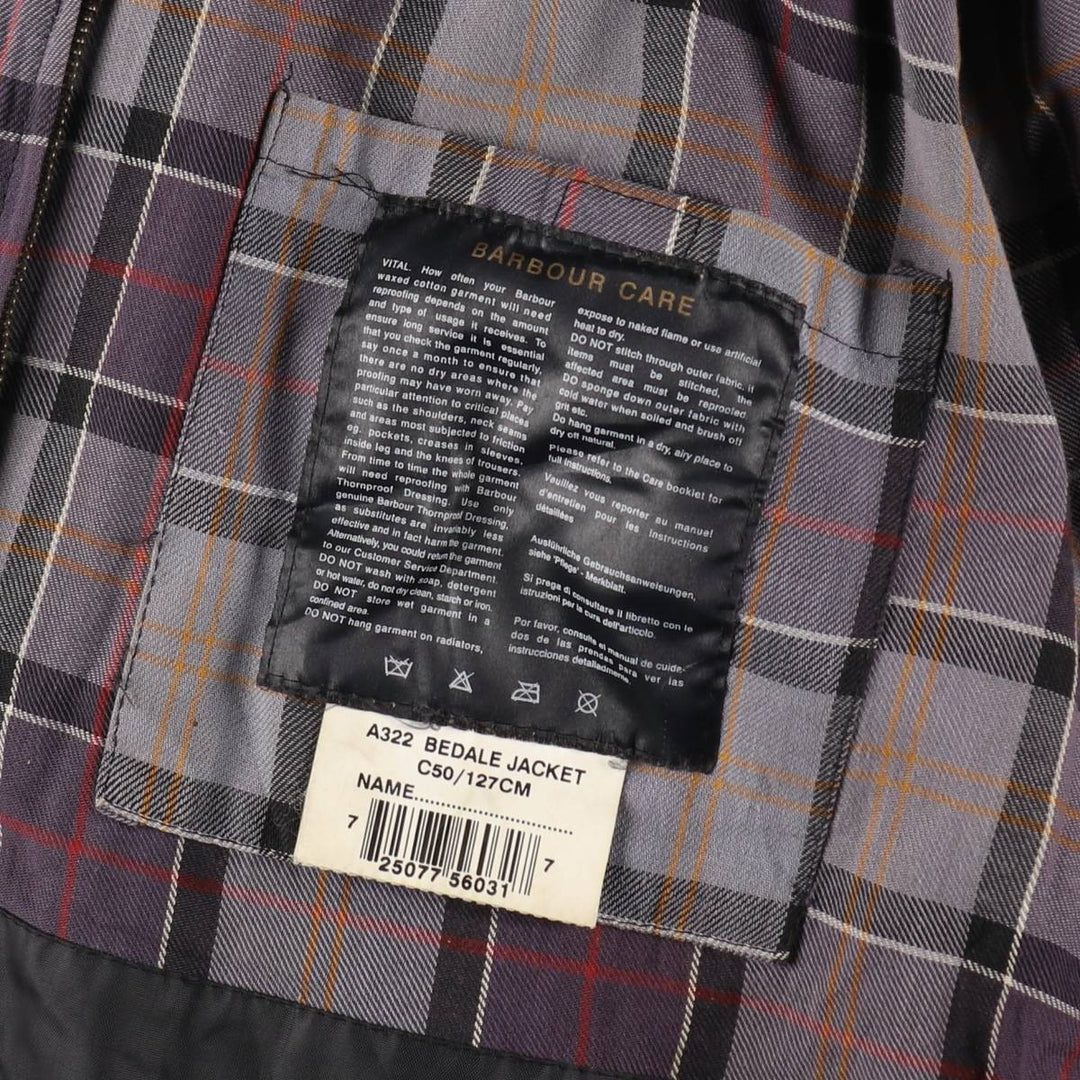 BARBOUR CARE
VITAL. How often your Barbour
waxed cotton garment will need
reproofing depends on the amount
and type of usage it receives. To
ensure long service it is essential
that you check the garment regularly,
say once a month to ensure that
there are no dry areas where the
proofing may have worn away. Pay
particular attention to critical places
such as the shoulders, neck seams
and areas most subjected to friction
eg. pockets, creases in sleeves,
inside leg and the knees of trousers.
From time to time the whole garment
will need reproofing with Barbour
Thornproof Dressing. Use only
genuine Barbour Thornproof Dressing,
as substitutes are invariably less
effective and in fact harm the garment.
Alternatively, you could return the garment
to our Customer Service Department.
DO NOT wash with soap, detergent
or hot water, do not dry clean, starch or iron.
DO NOT store wet garment in a
confined area.
DO NOT hang garment on radiators,
expose to naked flame or use artificial
heat to dry.
DO NOT stitch through outer fabric, if
items must be stitched, the
affected area must be reproofed
DO sponge down outer fabric with
cold water when soiled and brush off
grit etc.
Do hang garment in a dry, airy place to
dry off natural.
Please refer to the Care booklet for
full instructions.
Veuillez vous reporter au manuel
d'entretien pour les Instructions
détaillées
Ausführliche Gebrauchsanweisungen,
siehe 'Pflege' - Merkblatt.
Si prega di consultare Il libretto con le
istruzioni per la cura dell'articolo.
Por favor, consulte el manual de cuida-
dos de las prendas para ver las
instrucciones detalladmente.
A322 BEDALE JACKET
C50/127CM
NAME..............................
7 25077 56031 7